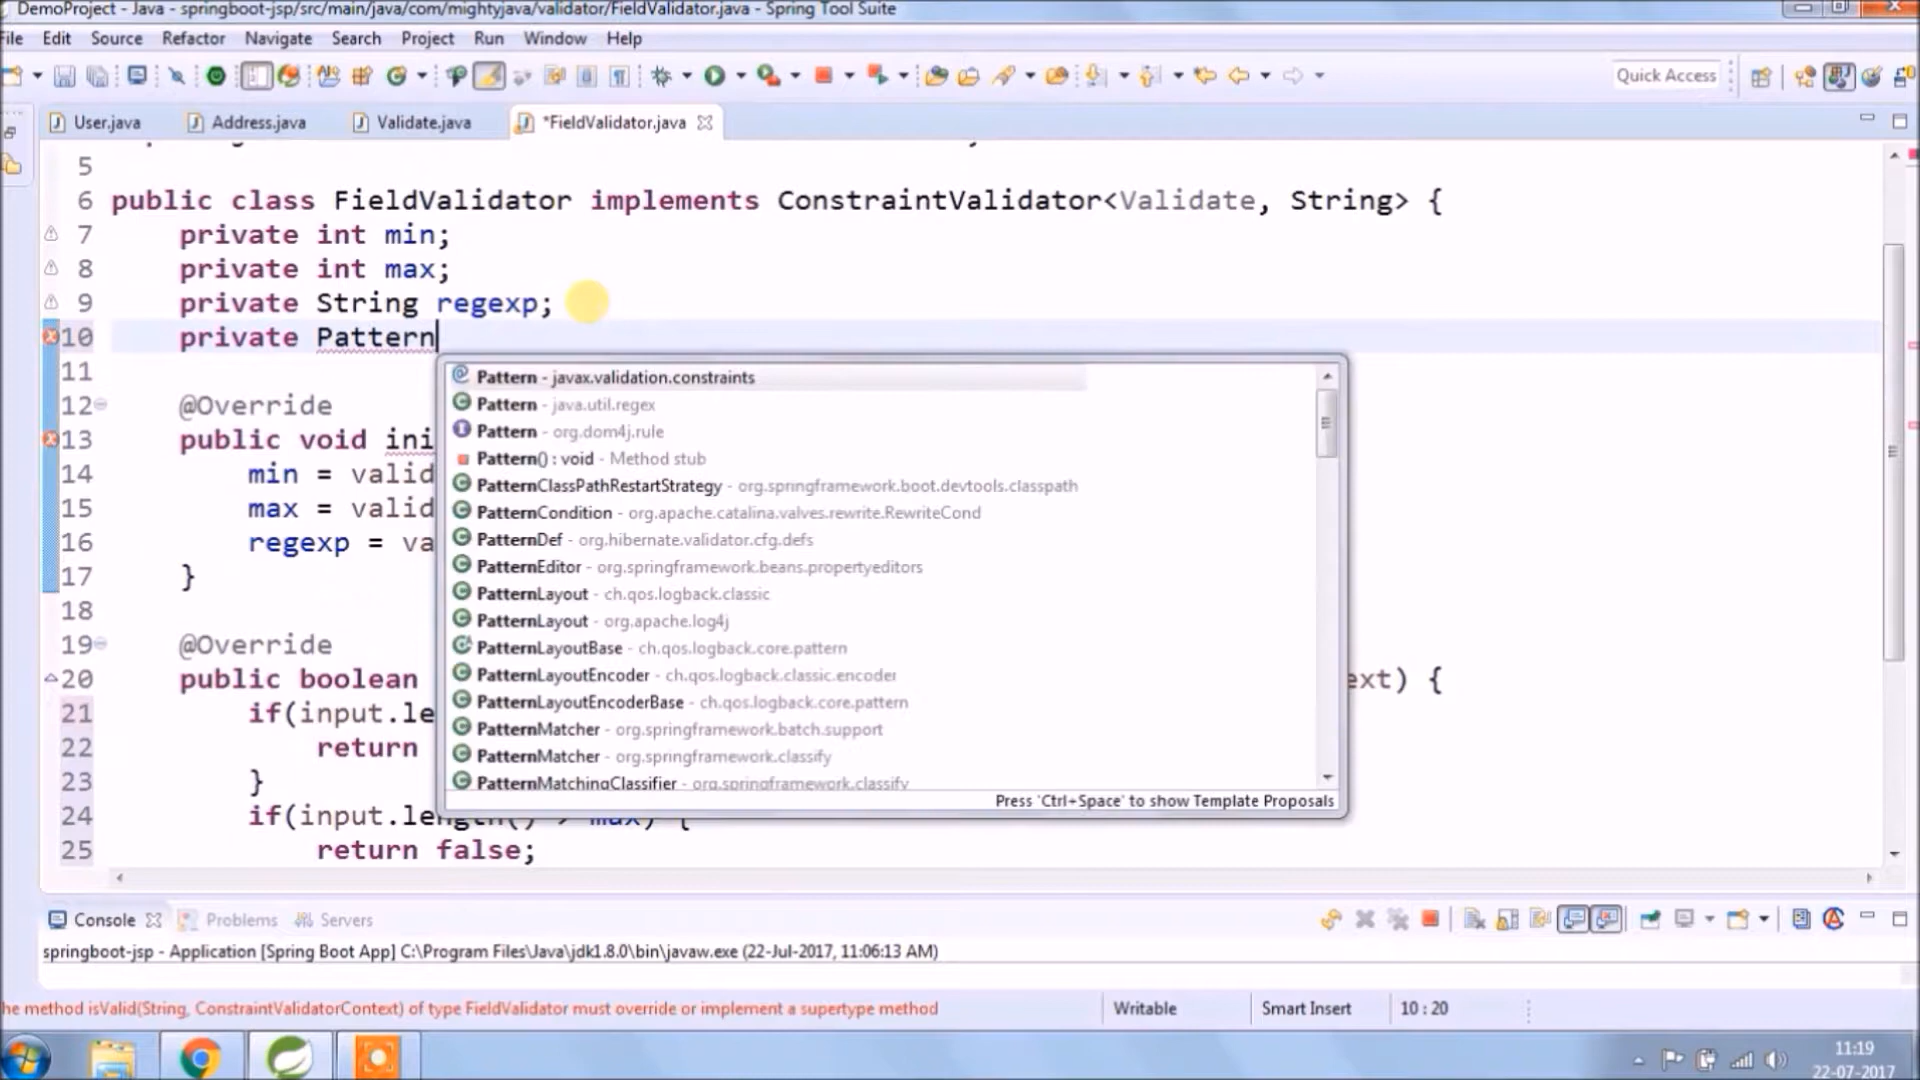 DemoProject - Java - springboot-jsp/src/main/java/com/mightyjava/validator/FieldValidator.java - Spring Tool Suite
File Edit Source Refactor Navigate Search Project Run Window Help
Quick Access
User.java Address.java Validate.java *FieldValidator.java
5
6 public class FieldValidator implements ConstraintValidator<Validate, String> {
7 private int min;
8 private int max;
9 private String regexp;
10 private Pattern
11
12 @Override
13 public void ini
14 min = valid
15 max = valid
16 regexp = va
17 }
18
19 @Override
20 public boolean ext) {
21 if(input.le
22 return
23 }
24 if(input.length() > max) {
25 return false;
Pattern - javax.validation.constraints
Pattern - java.util.regex
Pattern - org.dom4j.rule
Pattern() : void - Method stub
PatternClassPathRestartStrategy - org.springframework.boot.devtools.classpath
PatternCondition - org.apache.catalina.valves.rewrite.RewriteCond
PatternDef - org.hibernate.validator.cfg.defs
PatternEditor - org.springframework.beans.propertyeditors
PatternLayout - ch.qos.logback.classic
PatternLayout - org.apache.log4j
PatternLayoutBase - ch.qos.logback.core.pattern
PatternLayoutEncoder - ch.qos.logback.classic.encoder
PatternLayoutEncoderBase - ch.qos.logback.core.pattern
PatternMatcher - org.springframework.batch.support
PatternMatcher - org.springframework.classify
PatternMatchingClassifier - org.springframework.classify
Press 'Ctrl+Space' to show Template Proposals
Console Problems Servers
springboot-jsp - Application [Spring Boot App] C:\Program Files\Java\jdk1.8.0\bin\javaw.exe (22-Jul-2017, 11:06:13 AM)
he method isValid(String, ConstraintValidatorContext) of type FieldValidator must override or implement a supertype method
Writable Smart Insert 10 : 20
11:19
22-07-2017